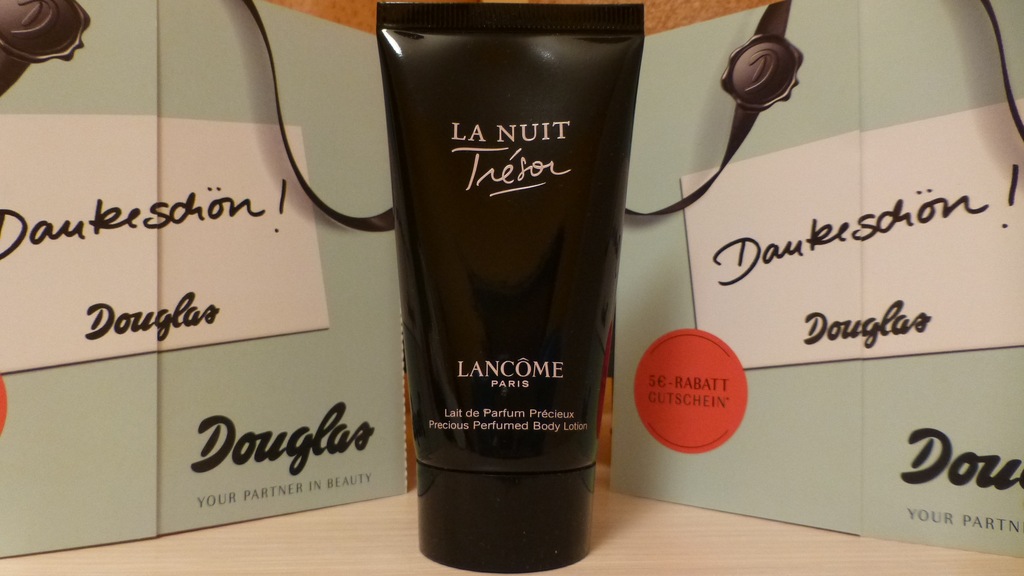 Dankeschön!
Douglas
Douglas
YOUR PARTNER IN BEAUTY
LA NUIT
Trésor
LANCÔME
PARIS
Lait de Parfum Précieux
Precious Perfumed Body Lotion
D
Dankeschön!
Douglas
5€-RABATT
GUTSCHEIN*
Dou
YOUR PARTN